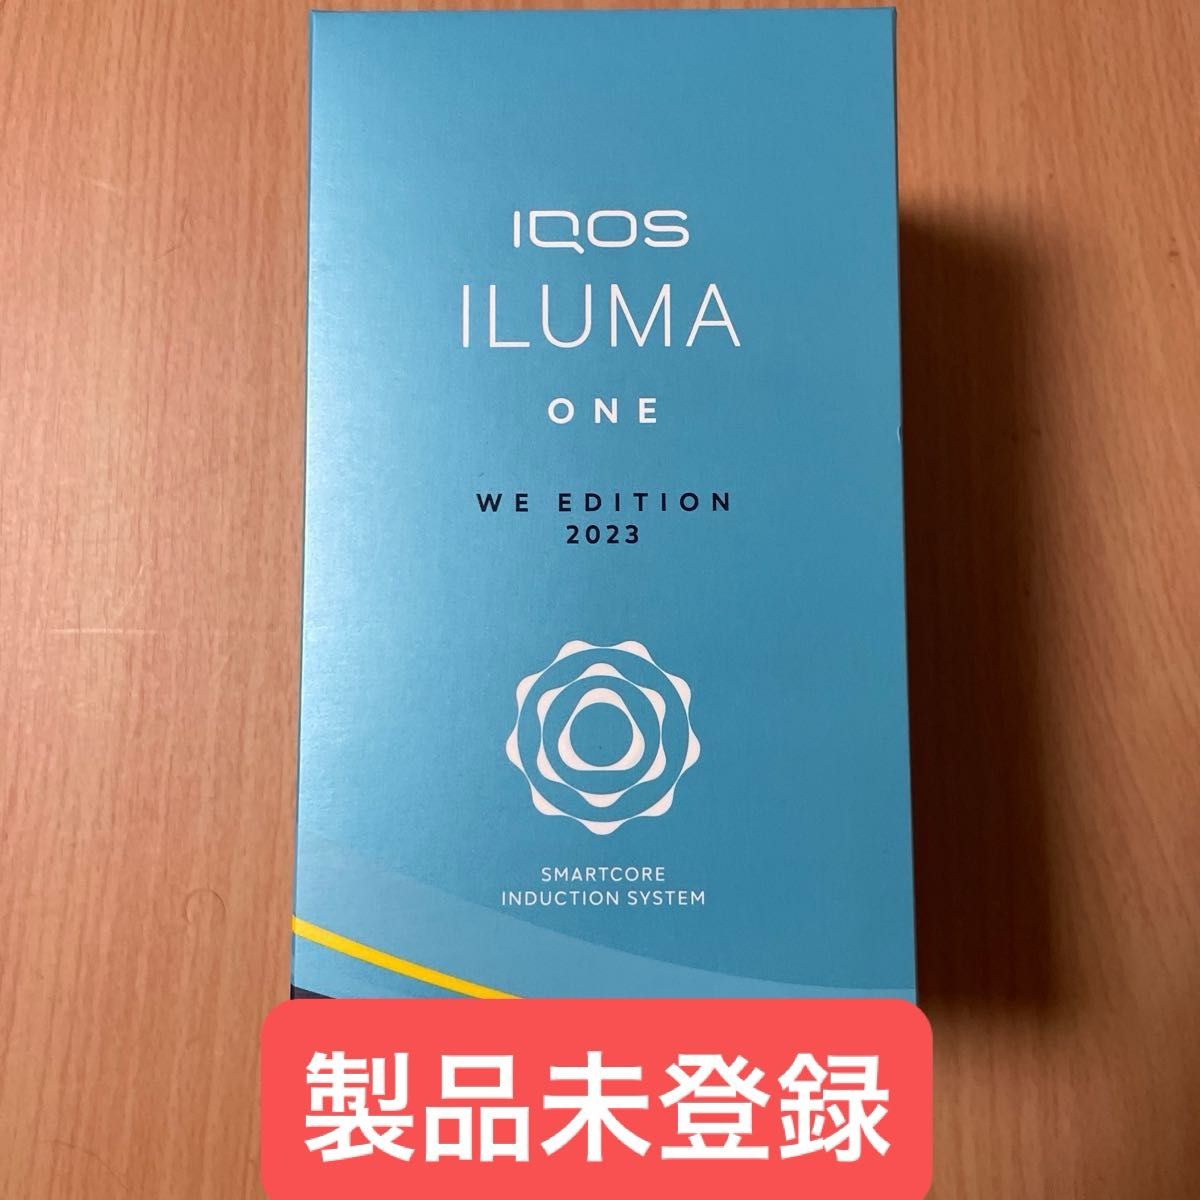 IQOS
ILUMA
ONE
WE EDITION
2023
SMARTCORE
INDUCTION SYSTEM
製品未登録